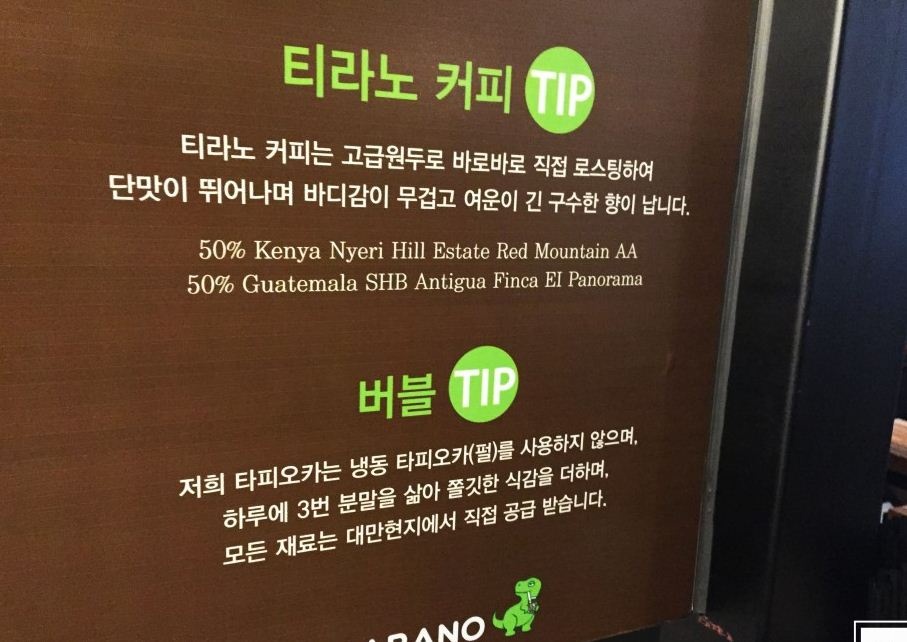 티라노 커피 TIP
티라노 커피는 고급원두로 바로바로 직접 로스팅하여
단맛이 뛰어나며 바디감이 무겁고 여운이 긴 구수한 향이 납니다.
50% Kenya Nyeri Hill Estate Red Mountain AA
50% Guatemala SHB Antigua Finca EI Panorama
버블 TIP
저희 타피오카는 냉동 타피오카(펄)를 사용하지 않으며,
하루에 3번 분말을 삶아 쫄깃한 식감을 더하며,
모든 재료는 대만현지에서 직접 공급 받습니다.